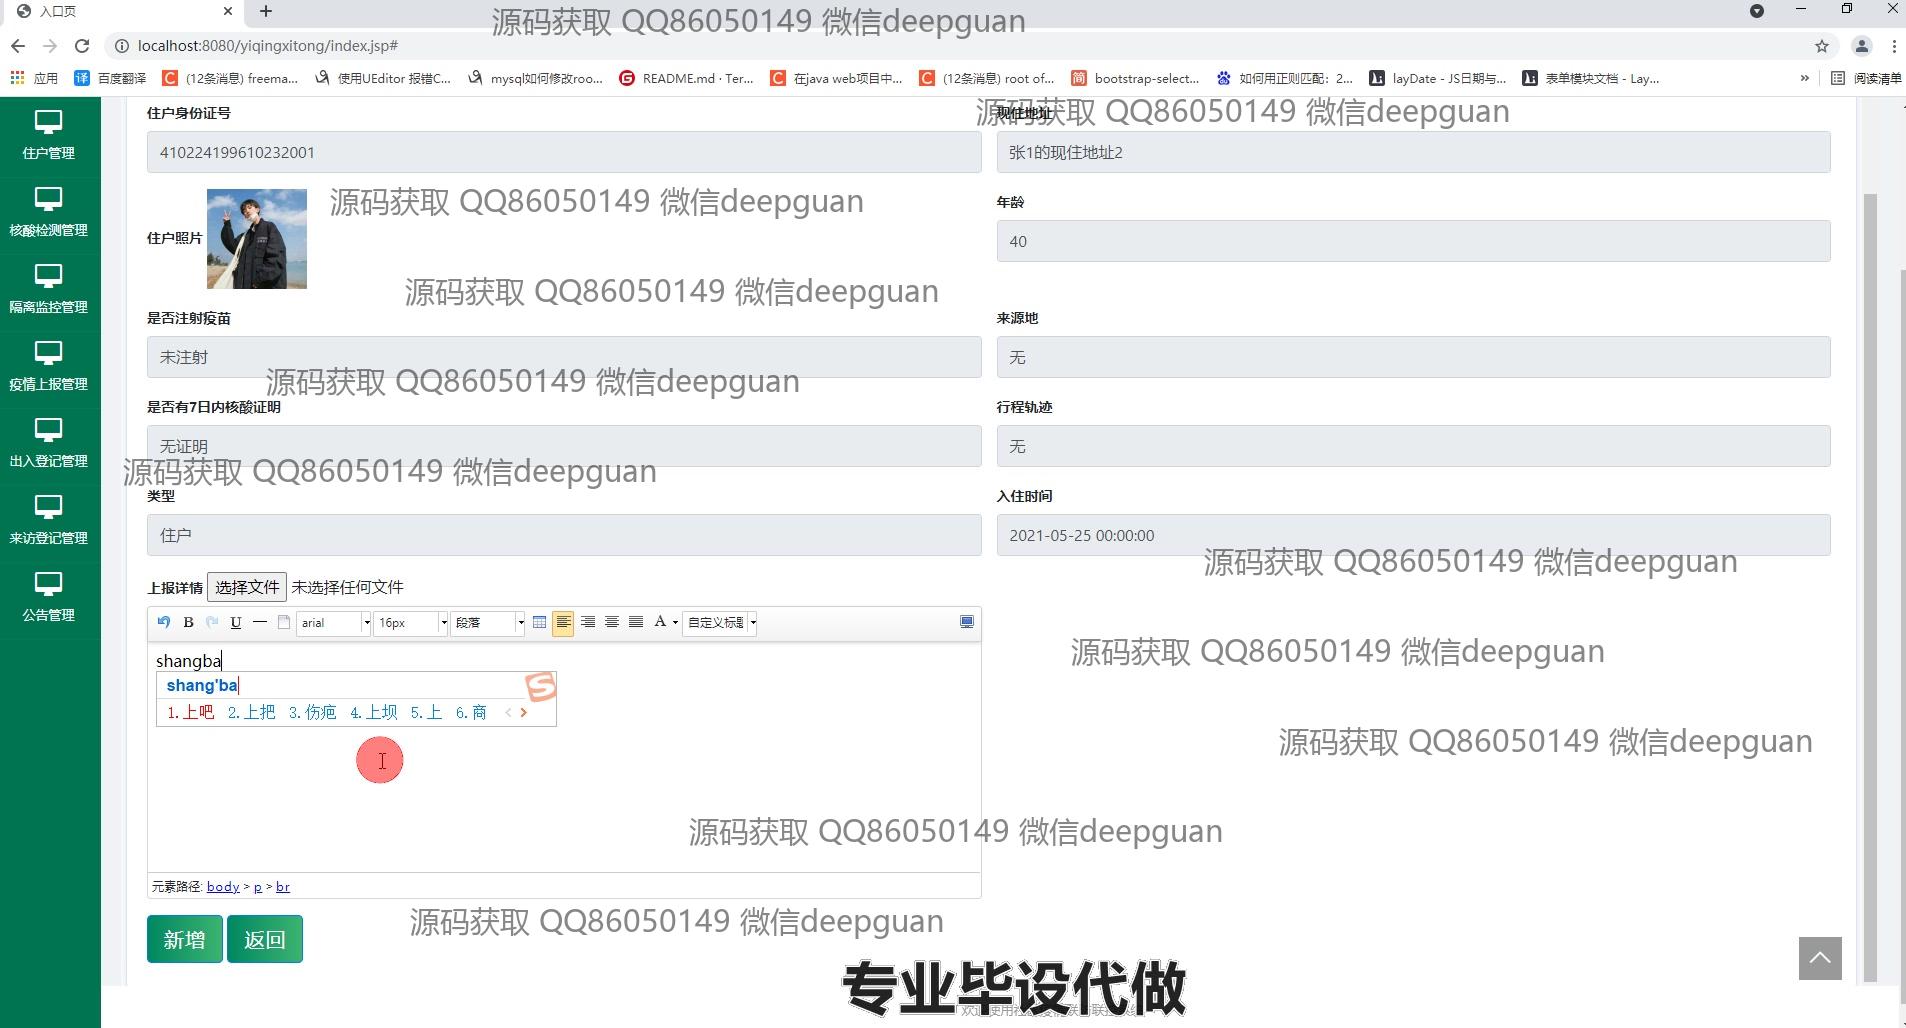 入口页
源码获取 QQ86050149 微信deepguan
localhost:8080/yiqingxitong/index.jsp#
应用 百度翻译 (12条消息) freema... 使用UEditor 报错C... mysql如何修改roo... README.md · Ter... 在java web项目中... (12条消息) root of... bootstrap-select... 如何用正则匹配：2... layDate - JS日期与... 表单模块文档 - Lay... » 阅读清单
住户管理
核酸检测管理
隔离监控管理
疫情上报管理
出入登记管理
来访登记管理
公告管理
住户身份证号
现住地址
源码获取 QQ86050149 微信deepguan
410224199610232001
张1的现住地址2
住户照片
源码获取 QQ86050149 微信deepguan
年龄
40
源码获取 QQ86050149 微信deepguan
是否注射疫苗
来源地
未注射
无
源码获取 QQ86050149 微信deepguan
是否有7日内核酸证明
行程轨迹
无证明
无
源码获取 QQ86050149 微信deepguan
类型
入住时间
住户
2021-05-25 00:00:00
源码获取 QQ86050149 微信deepguan
上报详情 选择文件 未选择任何文件
B U arial 16px 段落 A 自定义标题
shangba
源码获取 QQ86050149 微信deepguan
shang'ba
1.上吧 2.上把 3.伤疤 4.上坝 5.上 6.商
源码获取 QQ86050149 微信deepguan
源码获取 QQ86050149 微信deepguan
元素路径: body > p > br
源码获取 QQ86050149 微信deepguan
新增 返回
专业毕设代做